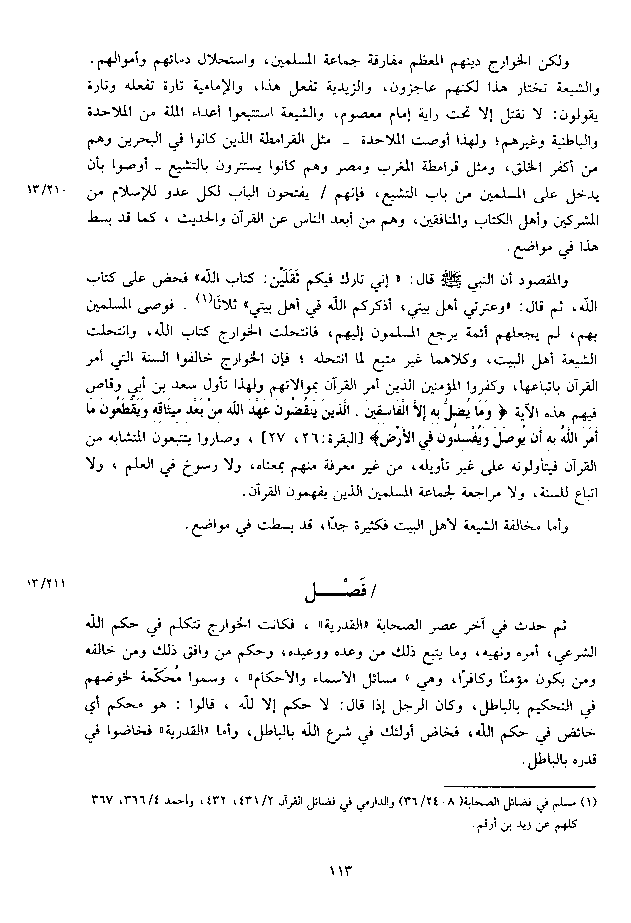 ولكن الخوارج دينهم المعظم مفارقة جماعة المسلمين، واستحلال دمائهم وأموالهم.
والشيعة تختار هذا لكنهم عاجزون، والزيدية تفعل هذا، والإمامية تارة تفعله وتارة
يقولون: لا نقتل إلا تحت راية إمام معصوم، والشيعة استتبعوا أعداء الملة من الملاحدة
والباطنية وغيرهم؛ ولهذا أوصت الملاحدة ـ مثل القرامطة الذين كانوا في البحرين وهم
من أكفر الخلق، ومثل قرامطة المغرب ومصر وهم كانوا يستترون بالتشيع ـ أوصوا بأن
١٣/٢١٠ يدخل على المسلمين من باب التشيع، فإنهم / يفتحون الباب لكل عدو للإسلام من
المشركين وأهل الكتاب والمنافقين، وهم من أبعد الناس عن القرآن والحديث ، كما قد بسط
هذا في مواضع.
والمقصود أن النبي ﷺ قال: « إني تارك فيكم ثَقَلَيْن: كتاب الله» فحض على كتاب
الله، ثم قال: «وعترتي أهل بيتي، أذكركم الله في أهل بيتي» ثلاثًا(١) . فوصى المسلمين
بهم، لم يجعلهم أئمة يرجع المسلمون إليهم، فانتحلت الخوارج كتاب الله، وانتحلت
الشيعة أهل البيت، وكلاهما غير متبع لما انتحله ؛ فإن الخوارج خالفوا السنة التي أمر
القرآن باتباعها، وكفروا المؤمنين الذين أمر القرآن بموالاتهم ولهذا تأول سعد بن أبي وقاص
فيهم هذه الآية ﴿ وَمَا يُضِلُّ بِهِ إِلاَّ الْفَاسِقِين . الَّذِينَ يَنقُضُونَ عَهْدَ اللَّهِ مِنْ بَعْدِ مِيثَاقِهِ وَيَقْطَعُونَ مَا
أَمَرَ اللَّهُ بِهِ أَن يُوصَلَ وَيُفْسِدُونَ فِي الأَرْضِ﴾ [البقرة: ٢٦، ٢٧] ، وصاروا يتتبعون المتشابه من
القرآن فيتأولونه على غير تأويله، من غير معرفة منهم بمعناه، ولا رسوخ في العلم ، ولا
اتباع للسنة، ولا مراجعة لجماعة المسلمين الذين يفهمون القرآن.
وأما مخالفة الشيعة لأهل البيت فكثيرة جدًا، قد بسطت في مواضع.
١٣/٢١١ / فَصْــــل
ثم حدث في آخر عصر الصحابة «القدرية» ، فكانت الخوارج تتكلم في حكم الله
الشرعي، أمره ونهيه، وما يتبع ذلك من وعده ووعيده، وحكم من وافق ذلك ومن خالفه
ومن يكون مؤمنًا وكافرًا، وهي « مسائل الأسماء والأحكام» ، وسموا مُحَكِّمة لخوضهم
في التحكيم بالباطل، وكان الرجل إذا قال: لا حكم إلا لله ، قالوا : هو محكم أي
خائض في حكم الله، فخاض أولئك في شرع الله بالباطل، وأما «القدرية» فخاضوا في
قدره بالباطل.
(١) مسلم في فضائل الصحابة( ٣٦/٢٤٠٨) والدارمي في فضائل القرآن ٤٣١/٢، ٤٣٢، وأحمد ٣٦٦/٤، ٣٦٧
كلهم عن زيد بن أرقم.
١١٣